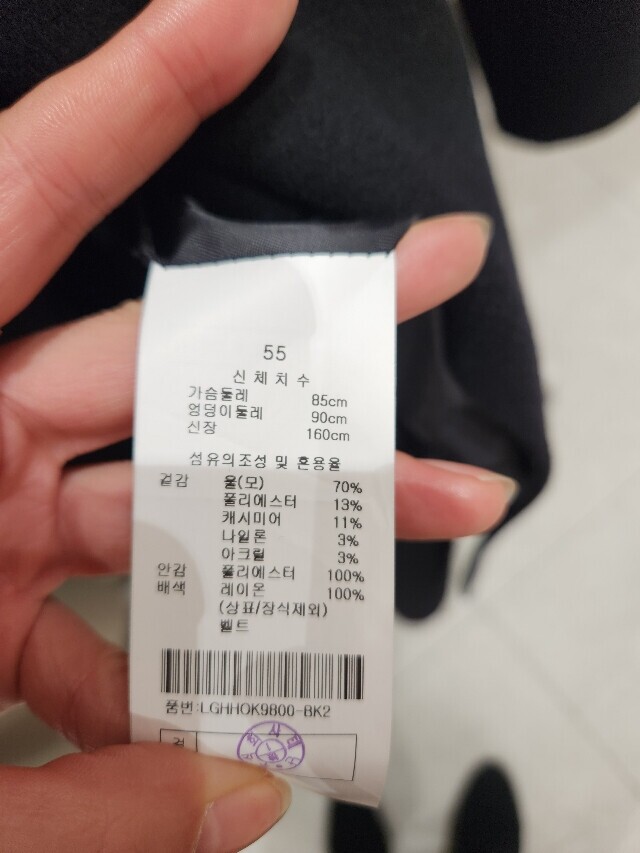 55
신체치수
가슴둘레 85cm
엉덩이둘레 90cm
신장 160cm
섬유의조성 및 혼용율
겉감 울(모) 70%
폴리에스터 13%
캐시미어 11%
나일론 3%
아크릴 3%
안감 폴리에스터 100%
배색 레이온 100%
(상표/장식제외)
벨트
품번:LGHHOK9800-BK2
검